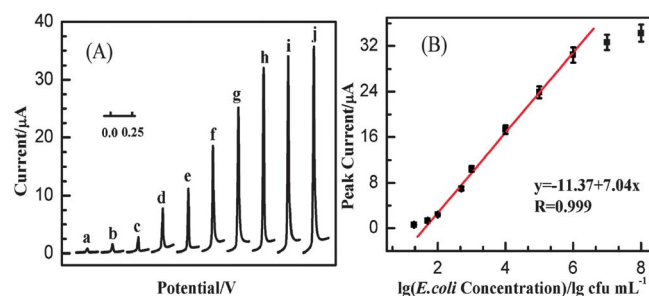 (A)
Current/μA
40
30
20
10
0
0.0 0.25
a
b
c
d
e
f
g
h
i
j
Potential/V
(B)
Peak Current/μA
32
24
16
8
0
y=-11.37+7.04x
R=0.999
2
4
6
8
lg(E.coli Concentration)/lg cfu mL⁻¹